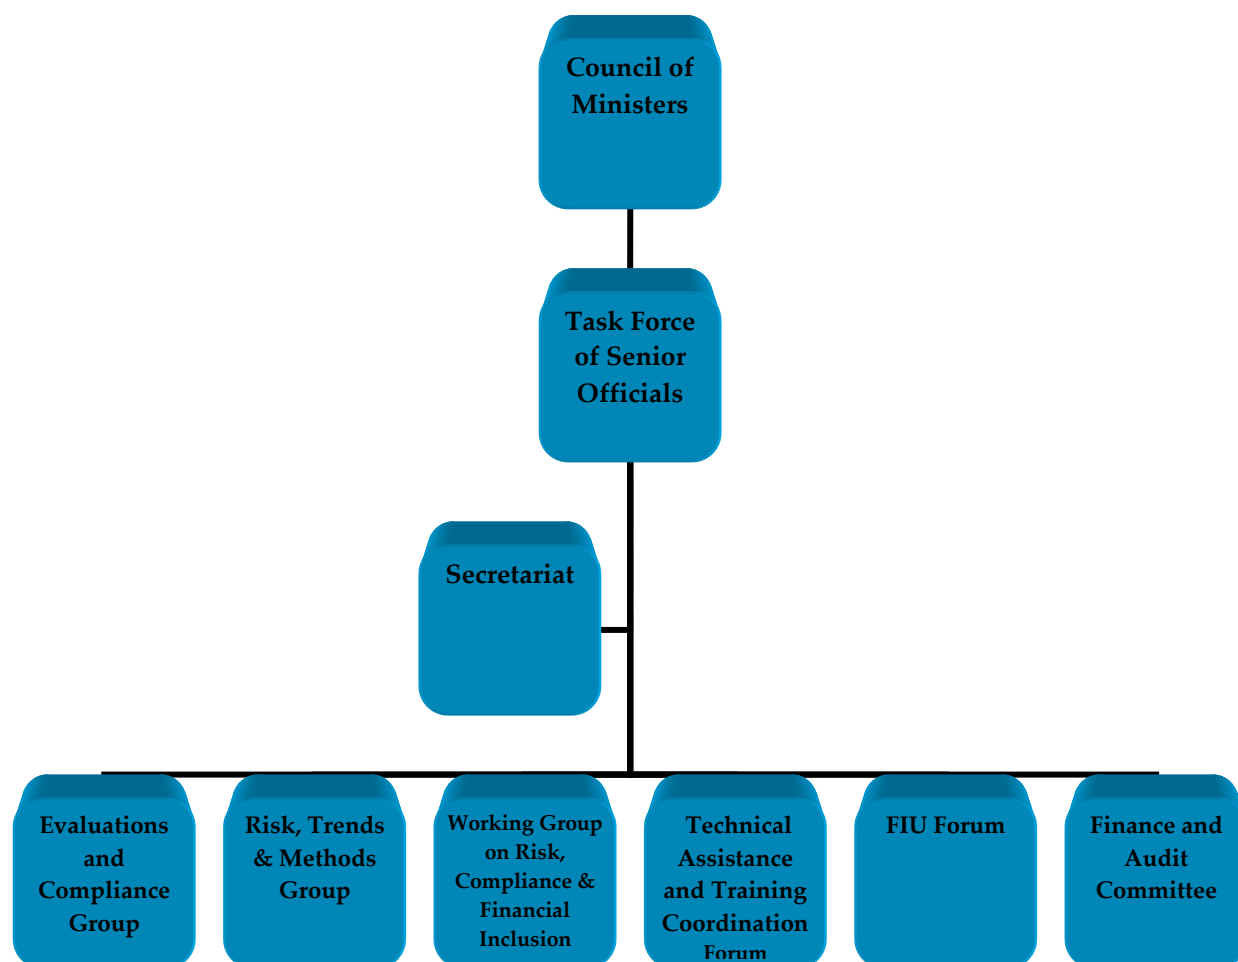 Council of
Ministers
Task Force
of Senior
Officials
Secretariat
Evaluations
and
Compliance
Group
Risk, Trends
& Methods
Group
Working Group
on Risk,
Compliance &
Financial
Inclusion
Technical
Assistance
and Training
Coordination
Forum
FIU Forum
Finance and
Audit
Committee